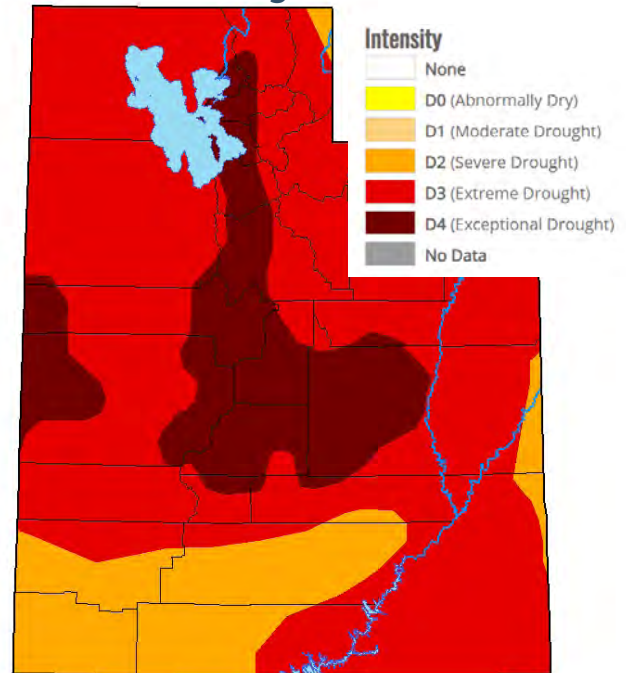 Intensity
None
D0 (Abnormally Dry)
D1 (Moderate Drought)
D2 (Severe Drought)
D3 (Extreme Drought)
D4 (Exceptional Drought)
No Data